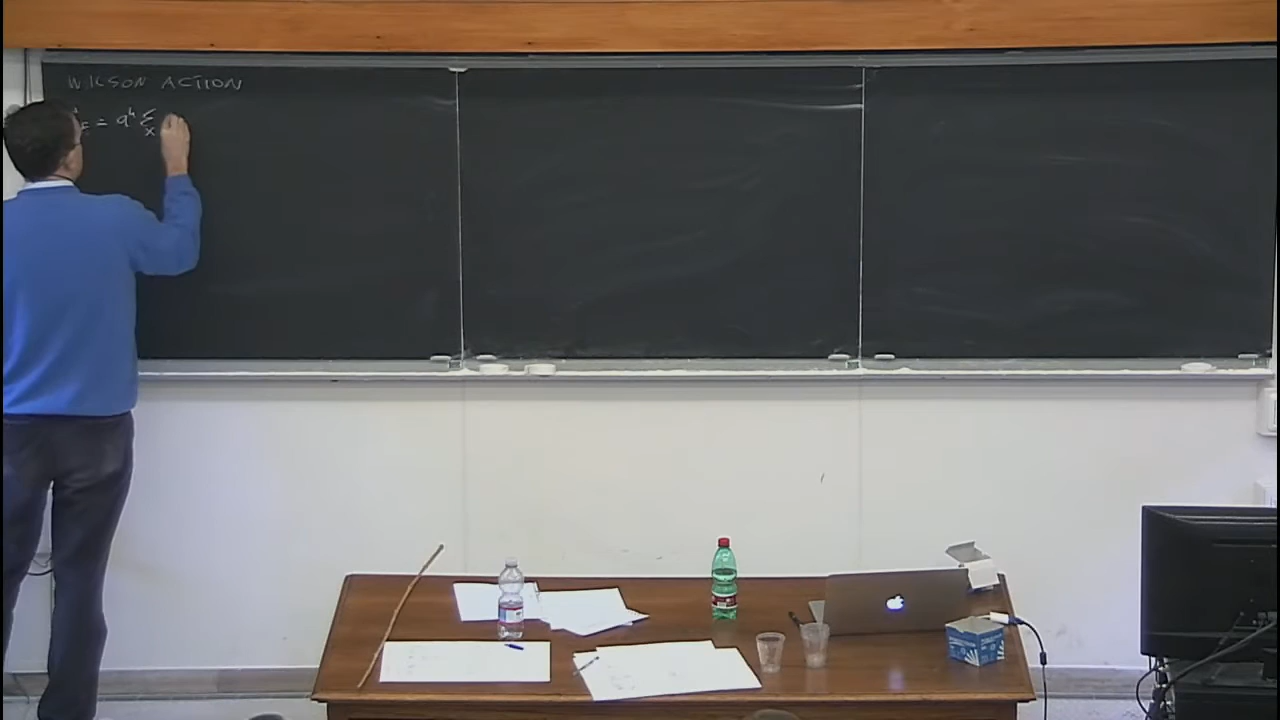 WILSON ACTION
= a⁴ Σ
x